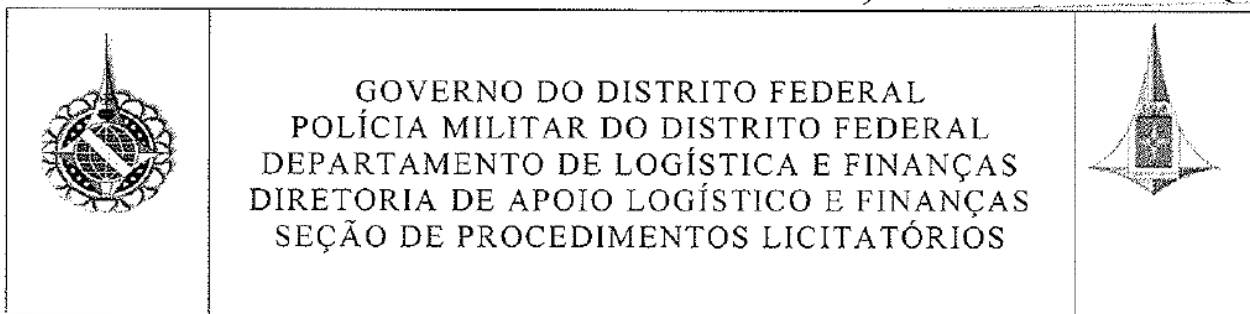 GOVERNO DO DISTRITO FEDERAL
POLÍCIA MILITAR DO DISTRITO FEDERAL
DEPARTAMENTO DE LOGÍSTICA E FINANÇAS
DIRETORIA DE APOIO LOGÍSTICO E FINANÇAS
SEÇÃO DE PROCEDIMENTOS LICITATÓRIOS